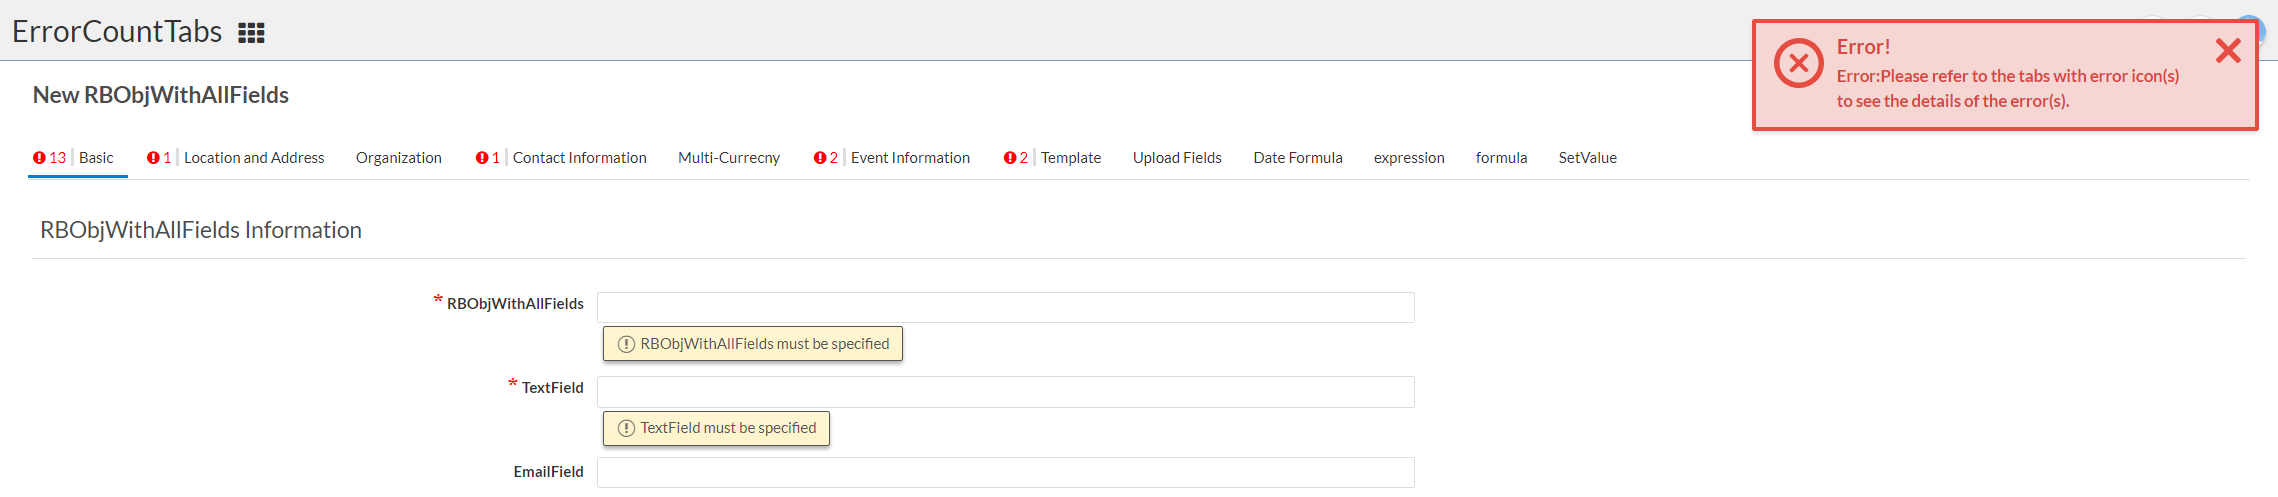 ErrorCountTabs
Error!
Error:Please refer to the tabs with error icon(s)
to see the details of the error(s).
New RBObjWithAllFields
13 Basic 1 Location and Address Organization 1 Contact Information Multi-Currecny 2 Event Information 2 Template Upload Fields Date Formula expression formula SetValue
RBObjWithAllFields Information
* RBObjWithAllFields
RBObjWithAllFields must be specified
* TextField
TextField must be specified
EmailField